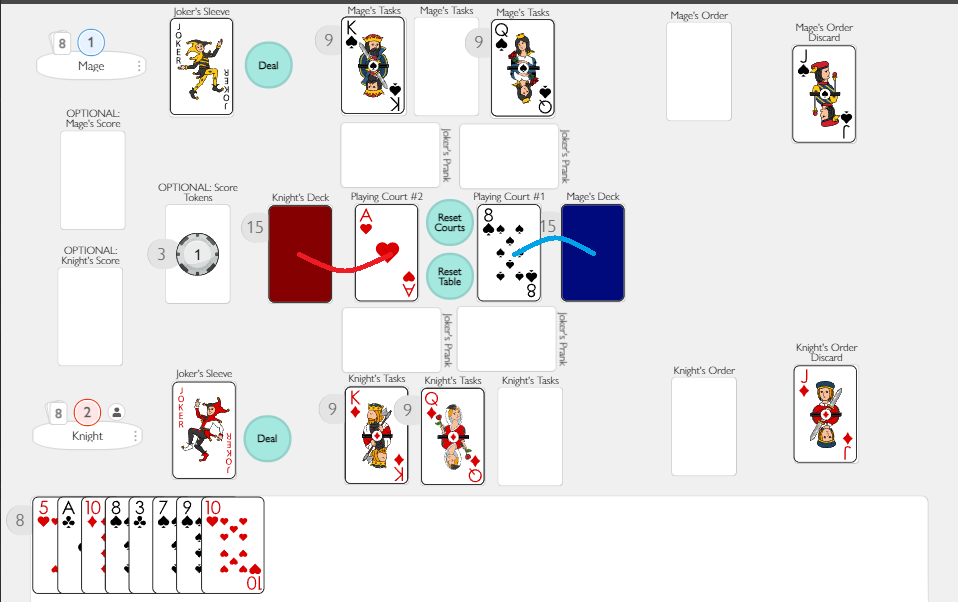 Joker's Sleeve
Mage's Tasks
Mage's Tasks
Mage's Tasks
Mage's Order
Mage's Order
Discard
8
1
Mage
JOKER
JOKER
Deal
9
K
K
9
Q
Q
J
J
OPTIONAL:
Mage's Score
Joker's Prank
Joker's Prank
OPTIONAL: Score
Tokens
Knight's Deck
Playing Court #2
Playing Court #1
Mage's Deck
15
A
A
Reset
Courts
8
8
15
3
1
Reset
Table
OPTIONAL:
Knight's Score
Joker's Prank
Joker's Prank
Joker's Sleeve
Knight's Tasks
Knight's Tasks
Knight's Tasks
Knight's Order
Knight's Order
Discard
8
2
Knight
JOKER
JOKER
Deal
9
K
K
9
Q
Q
J
J
8
5
A
10
8
3
7
9
10
10